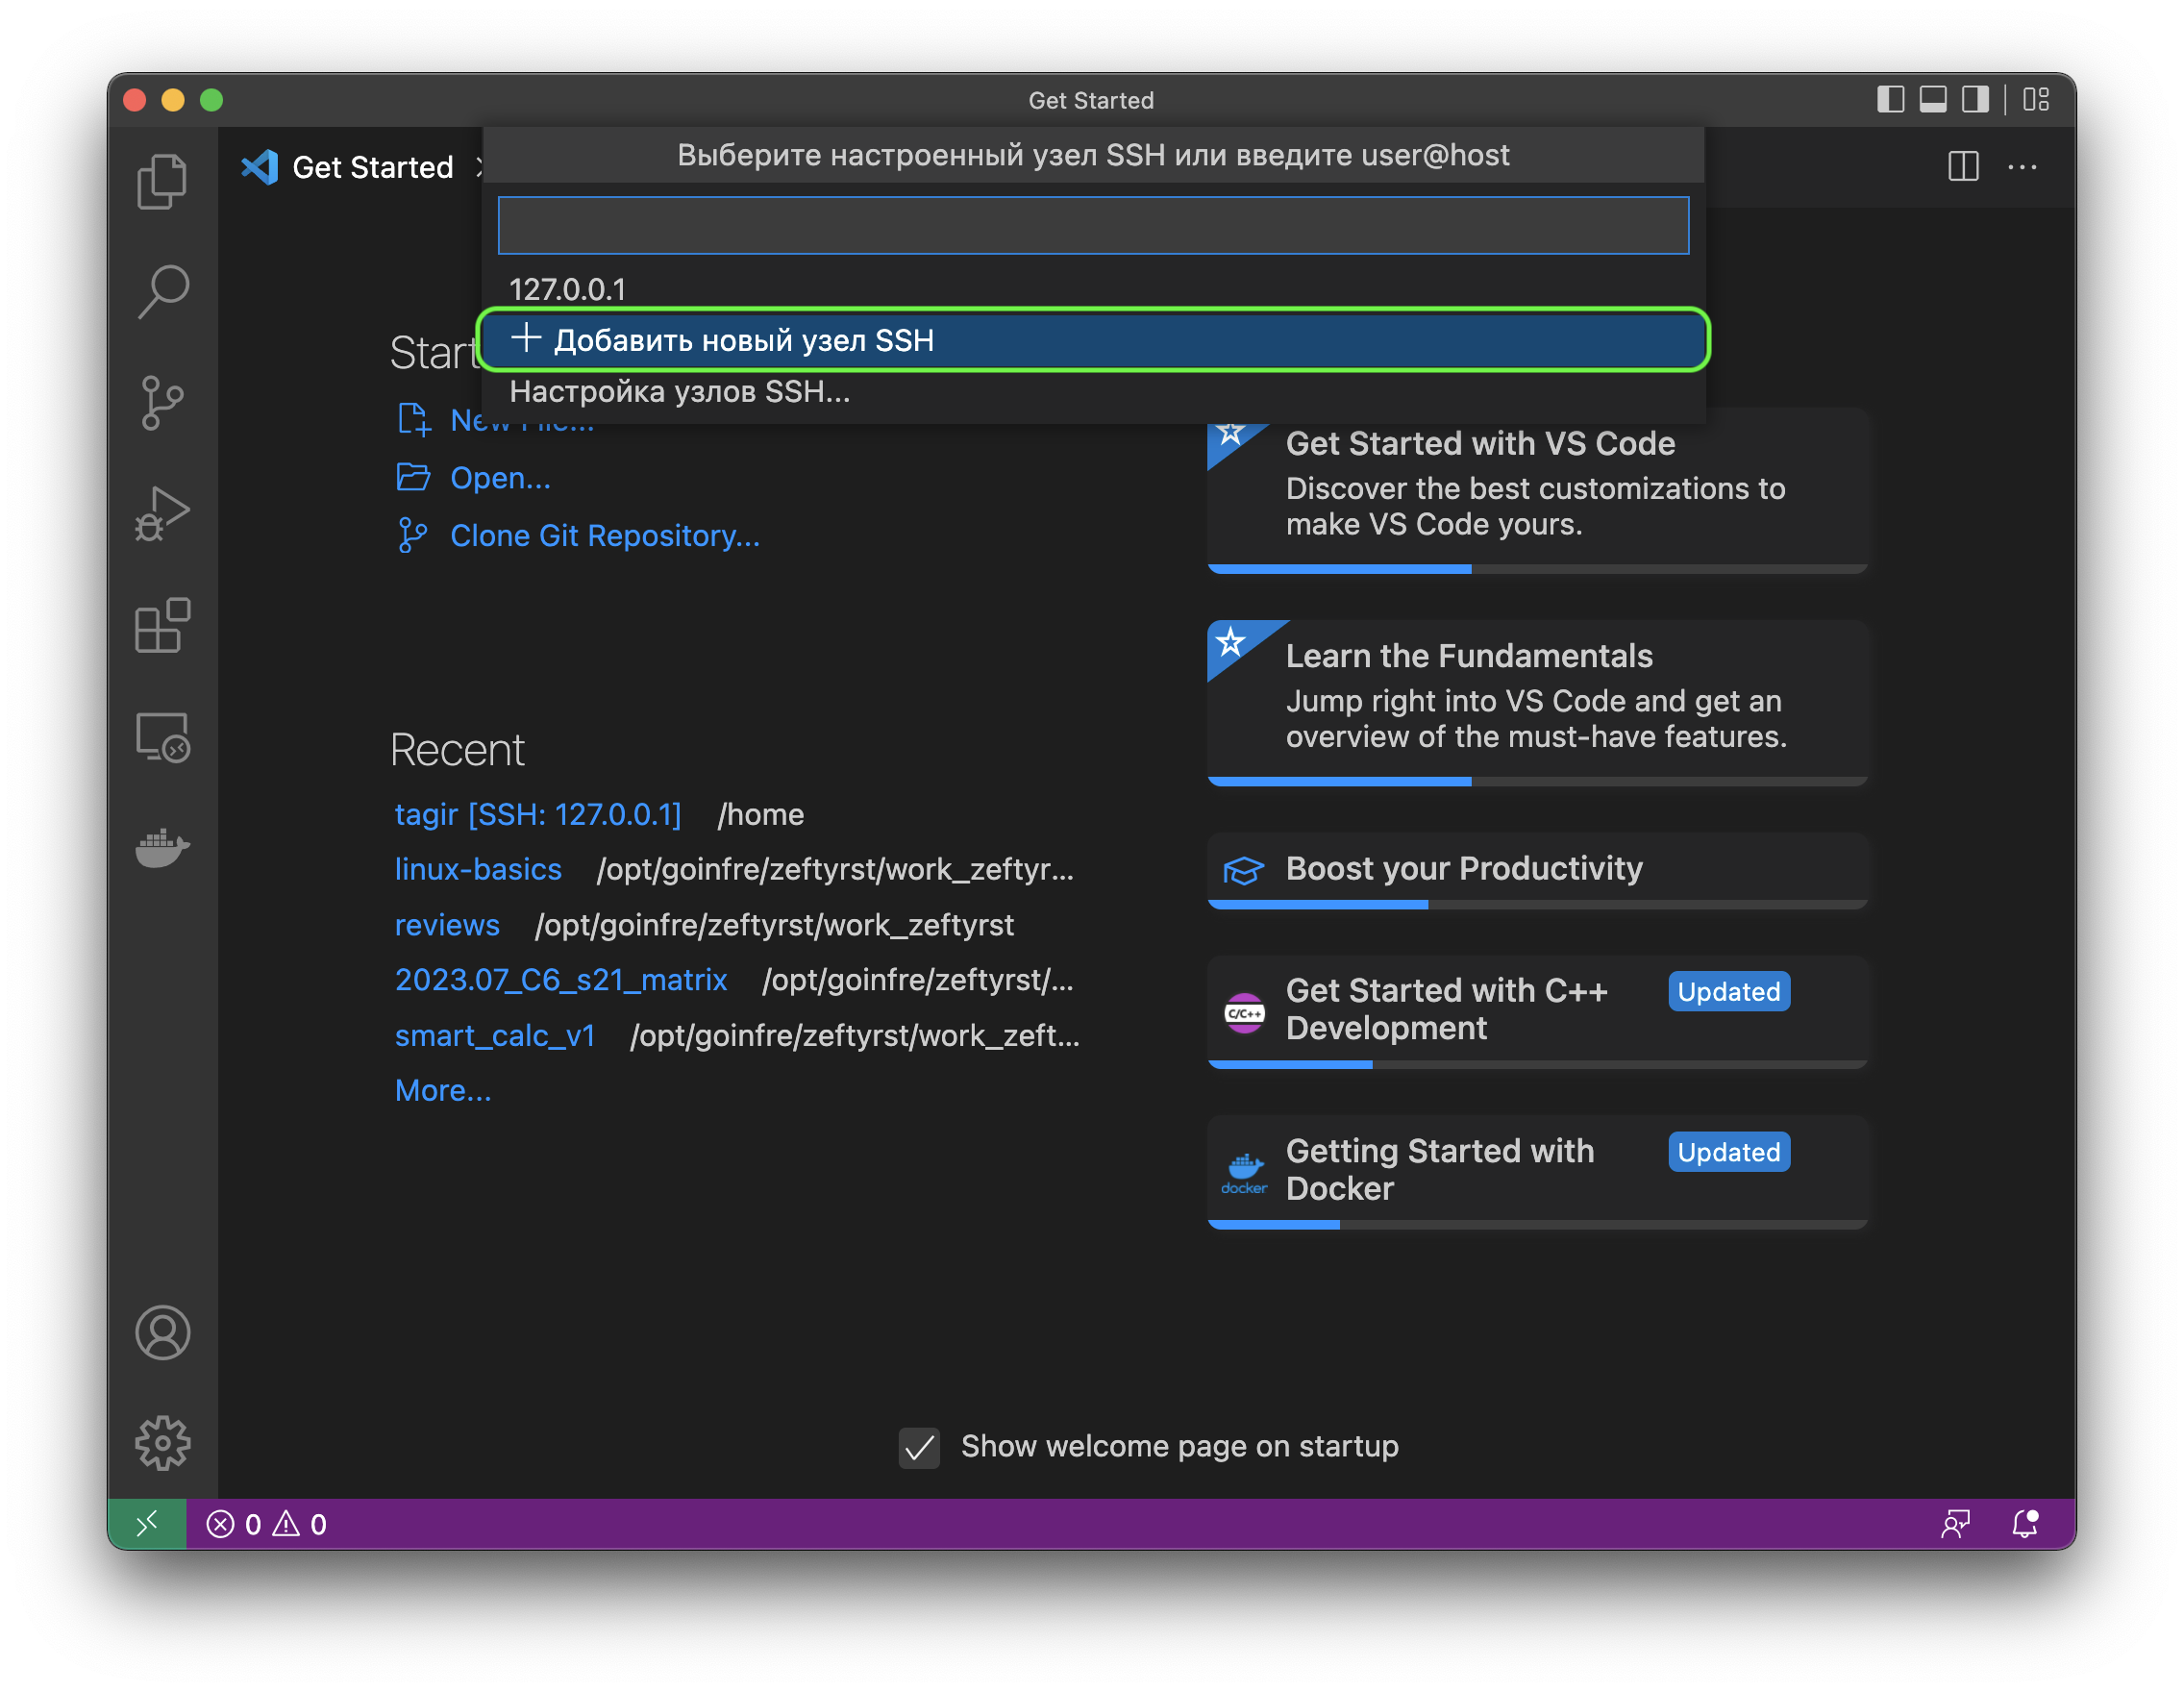 Get Started
Get Started
Выберите настроенный узел SSH или введите user@host
127.0.0.1
Добавить новый узел SSH
Настройка узлов SSH...
Start
New File...
Open...
Clone Git Repository...
Recent
tagir [SSH: 127.0.0.1] /home
linux-basics /opt/goinfre/zeftyrst/work_zeftyr...
reviews /opt/goinfre/zeftyrst/work_zeftyrst
2023.07_C6_s21_matrix /opt/goinfre/zeftyrst/...
smart_calc_v1 /opt/goinfre/zeftyrst/work_zeft...
More...
Get Started with VS Code
Discover the best customizations to
make VS Code yours.
Learn the Fundamentals
Jump right into VS Code and get an
overview of the must-have features.
Boost your Productivity
C/C++
Get Started with C++ Updated
Development
docker
Getting Started with Updated
Docker
Show welcome page on startup
0 0